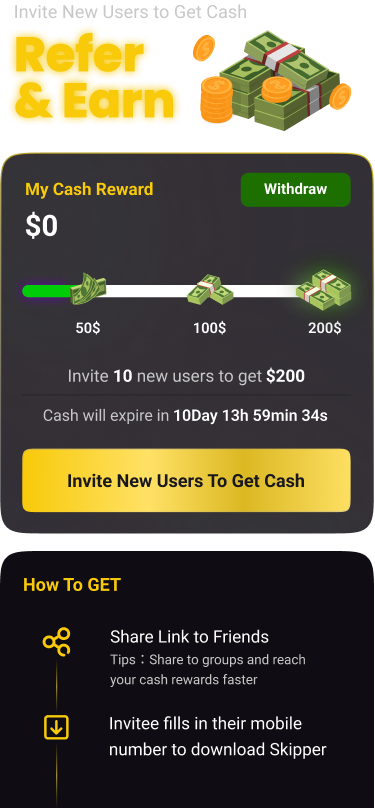 Invite New Users to Get Cash
Refer
& Earn
My Cash Reward
Withdraw
$0
50$
100$
200$
Invite 10 new users to get $200
Cash will expire in 10Day 13h 59min 34s
Invite New Users To Get Cash
How To GET
Share Link to Friends
Tips：Share to groups and reach
your cash rewards faster
Invitee fills in their mobile
number to download Skipper